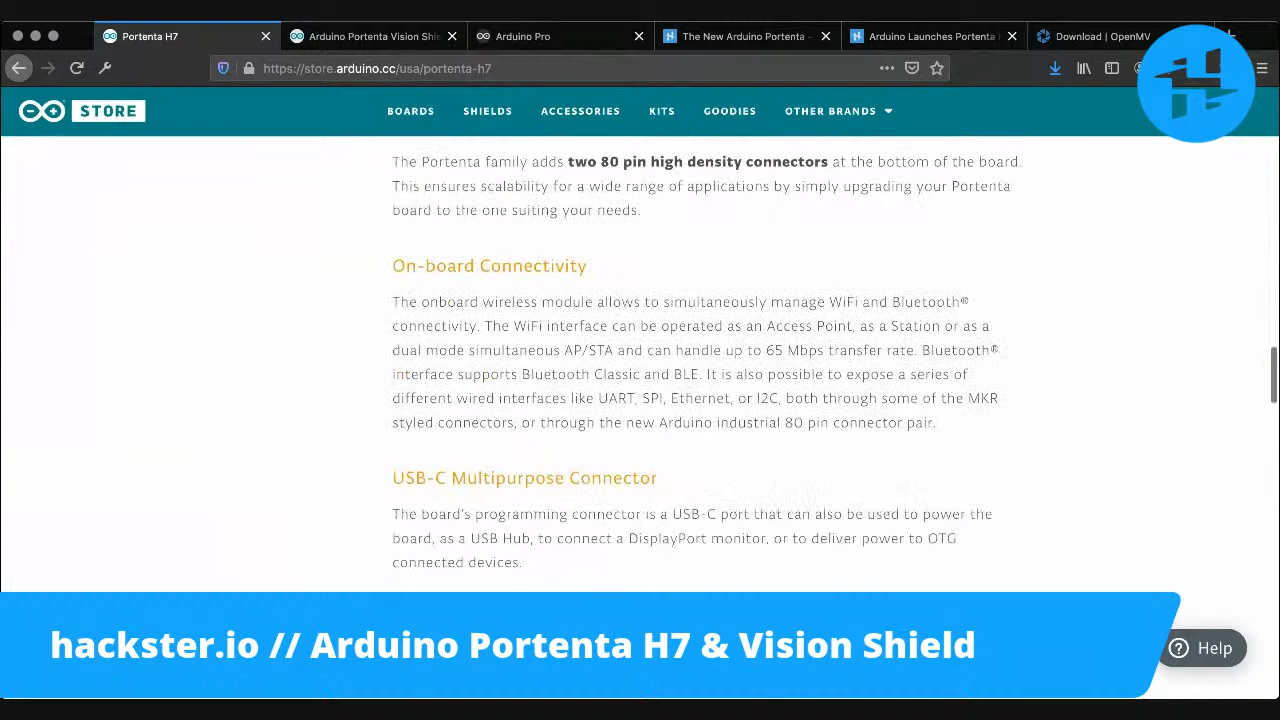 Portenta H7
Arduino Portenta Vision Shie
Arduino Pro
The New Arduino Portenta –
Arduino Launches Portenta
Download | OpenMV
https://store.arduino.cc/usa/portenta-h7
STORE
BOARDS
SHIELDS
ACCESSORIES
KITS
GOODIES
OTHER BRANDS
The Portenta family adds two 80 pin high density connectors at the bottom of the board.
This ensures scalability for a wide range of applications by simply upgrading your Portenta
board to the one suiting your needs.
On-board Connectivity
The onboard wireless module allows to simultaneously manage WiFi and Bluetooth®
connectivity. The WiFi interface can be operated as an Access Point, as a Station or as a
dual mode simultaneous AP/STA and can handle up to 65 Mbps transfer rate. Bluetooth®
interface supports Bluetooth Classic and BLE. It is also possible to expose a series of
different wired interfaces like UART, SPI, Ethernet, or I2C, both through some of the MKR
styled connectors, or through the new Arduino industrial 80 pin connector pair.
USB-C Multipurpose Connector
The board's programming connector is a USB-C port that can also be used to power the
board, as a USB Hub, to connect a DisplayPort monitor, or to deliver power to OTG
connected devices.
hackster.io // Arduino Portenta H7 & Vision Shield
Help